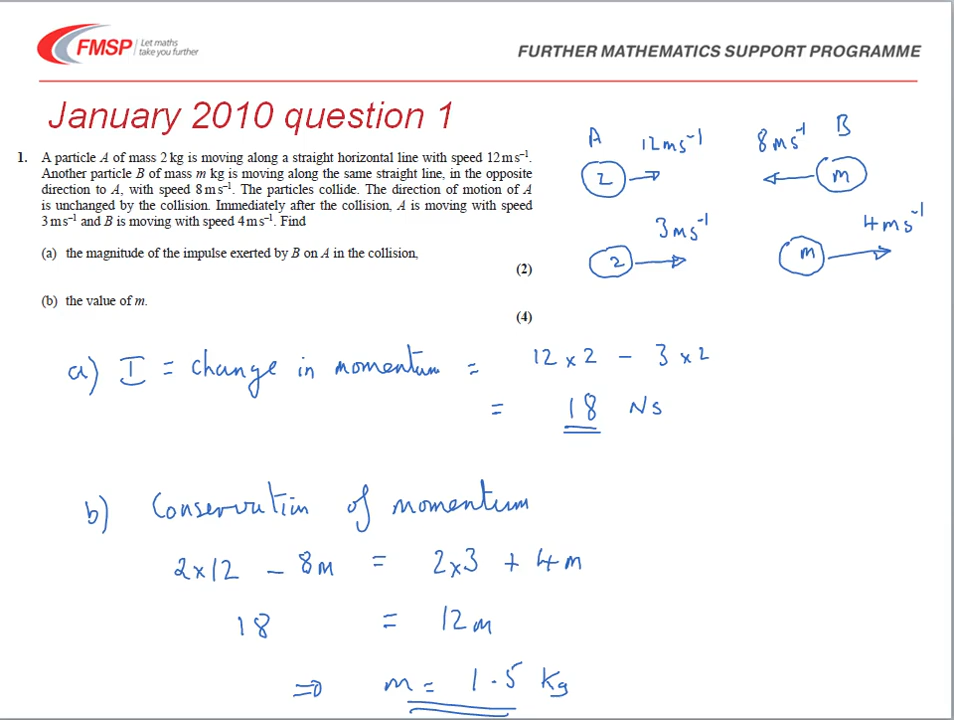 FMSP Let maths take you further
FURTHER MATHEMATICS SUPPORT PROGRAMME
January 2010 question 1
1. A particle A of mass 2 kg is moving along a straight horizontal line with speed 12 m s⁻¹.
Another particle B of mass m kg is moving along the same straight line, in the opposite
direction to A, with speed 8 m s⁻¹. The particles collide. The direction of motion of A
is unchanged by the collision. Immediately after the collision, A is moving with speed
3 m s⁻¹ and B is moving with speed 4 m s⁻¹. Find
(a) the magnitude of the impulse exerted by B on A in the collision,
(2)
(b) the value of m.
(4)
A 12ms⁻¹ 8ms⁻¹ B
2 m
3ms⁻¹ 4ms⁻¹
2 m
a) I = change in momentum = 12 × 2 − 3 × 2
= 18 Ns
b) Conservation of momentum
2×12 − 8m = 2×3 + 4m
18 = 12m
⇒ m = 1.5 kg